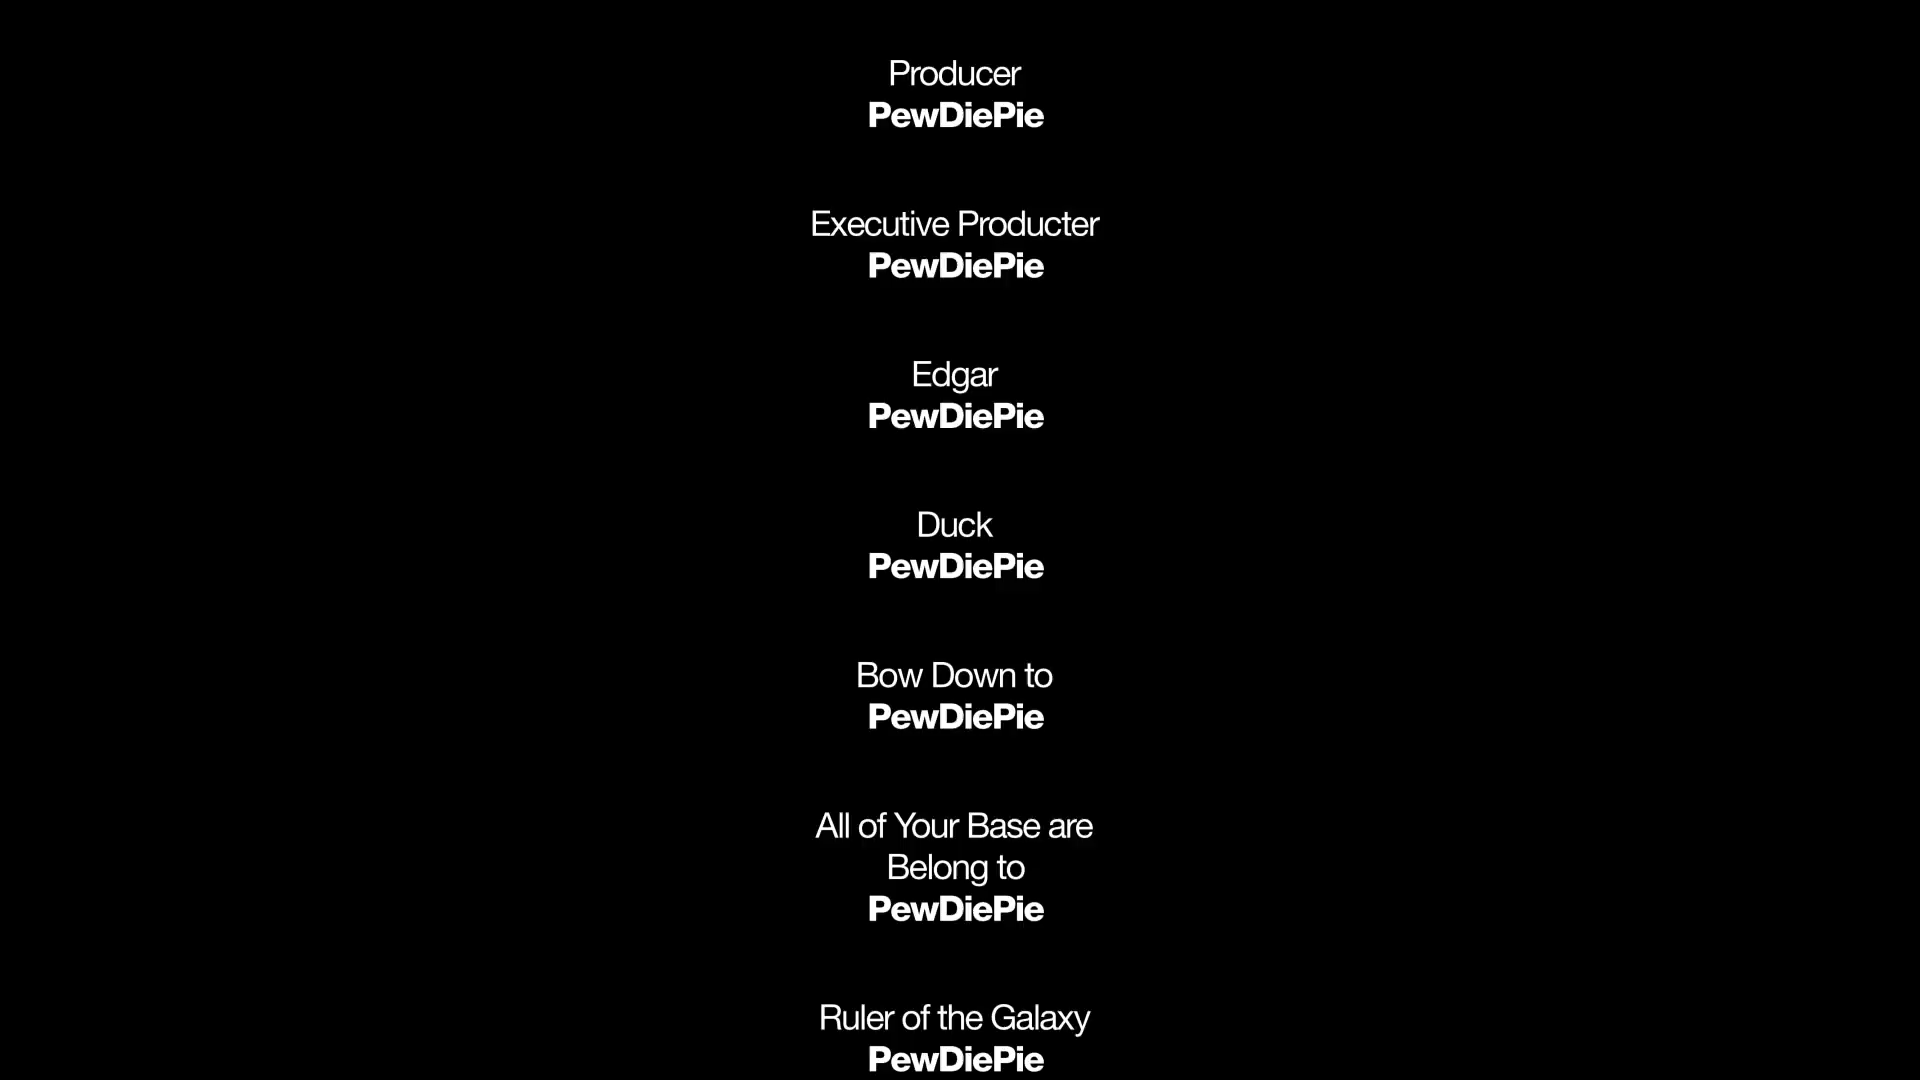 Producer
PewDiePie
Executive Producter
PewDiePie
Edgar
PewDiePie
Duck
PewDiePie
Bow Down to
PewDiePie
All of Your Base are
Belong to
PewDiePie
Ruler of the Galaxy
PewDiePie